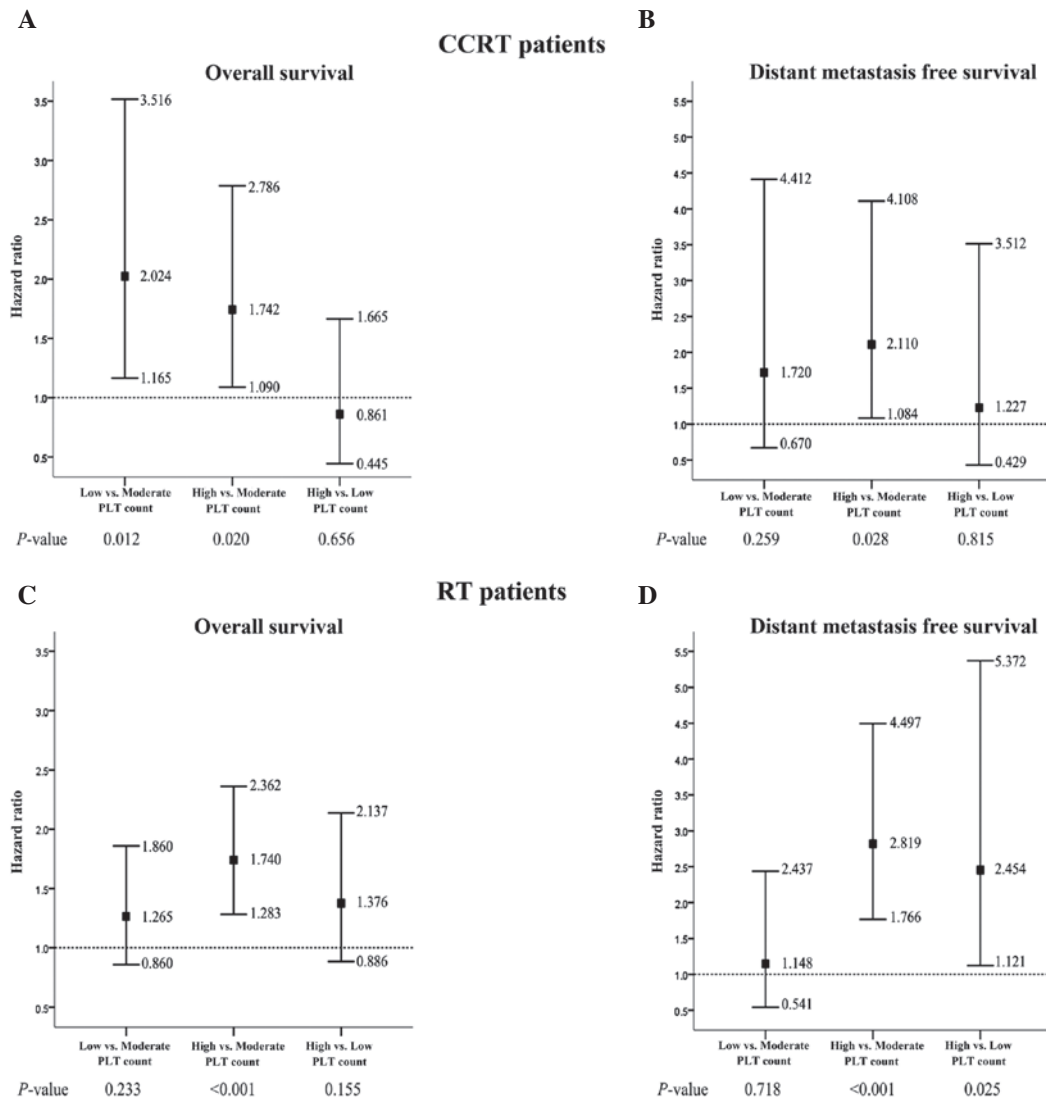 A
B
CCRT patients
Overall survival
Distant metastasis free survival
Hazard ratio
3.5
3.0
2.5
2.0
1.5
1.0
0.5
3.516
2.024
1.165
2.786
1.742
1.090
1.665
0.861
0.445
Low vs. Moderate High vs. Moderate High vs. Low
PLT count PLT count PLT count
P-value 0.012 0.020 0.656
Hazard ratio
5.5
5.0
4.5
4.0
3.5
3.0
2.5
2.0
1.5
1.0
0.5
4.412
1.720
0.670
4.108
2.110
1.084
3.512
1.227
0.429
Low vs. Moderate High vs. Moderate High vs. Low
PLT count PLT count PLT count
P-value 0.259 0.028 0.815
C
D
RT patients
Overall survival
Distant metastasis free survival
Hazard ratio
3.5
3.0
2.5
2.0
1.5
1.0
0.5
1.860
1.265
0.860
2.362
1.740
1.283
2.137
1.376
0.886
Low vs. Moderate High vs. Moderate High vs. Low
PLT count PLT count PLT count
P-value 0.233 <0.001 0.155
Hazard ratio
5.5
5.0
4.5
4.0
3.5
3.0
2.5
2.0
1.5
1.0
0.5
2.437
1.148
0.541
4.497
2.819
1.766
5.372
2.454
1.121
Low vs. Moderate High vs. Moderate High vs. Low
PLT count PLT count PLT count
P-value 0.718 <0.001 0.025